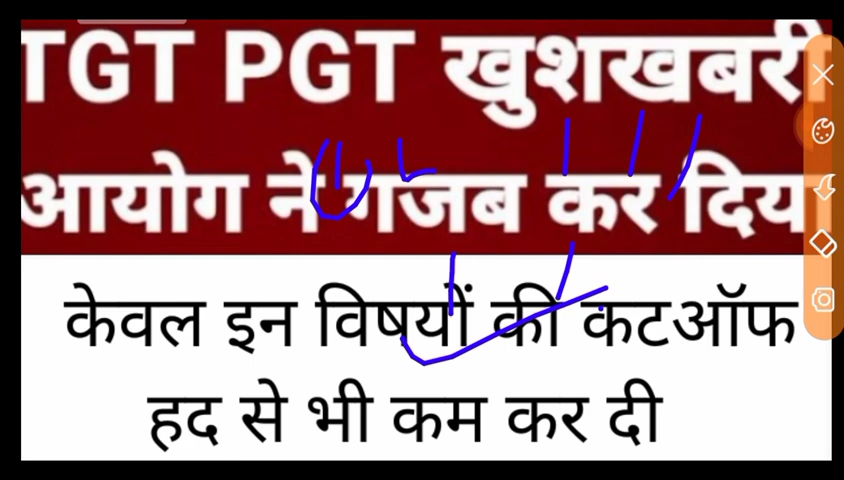 TGT PGT खुशखबरी
आयोग ने गजब कर दिय
केवल इन विषयों की कटऑफ
हद से भी कम कर दी